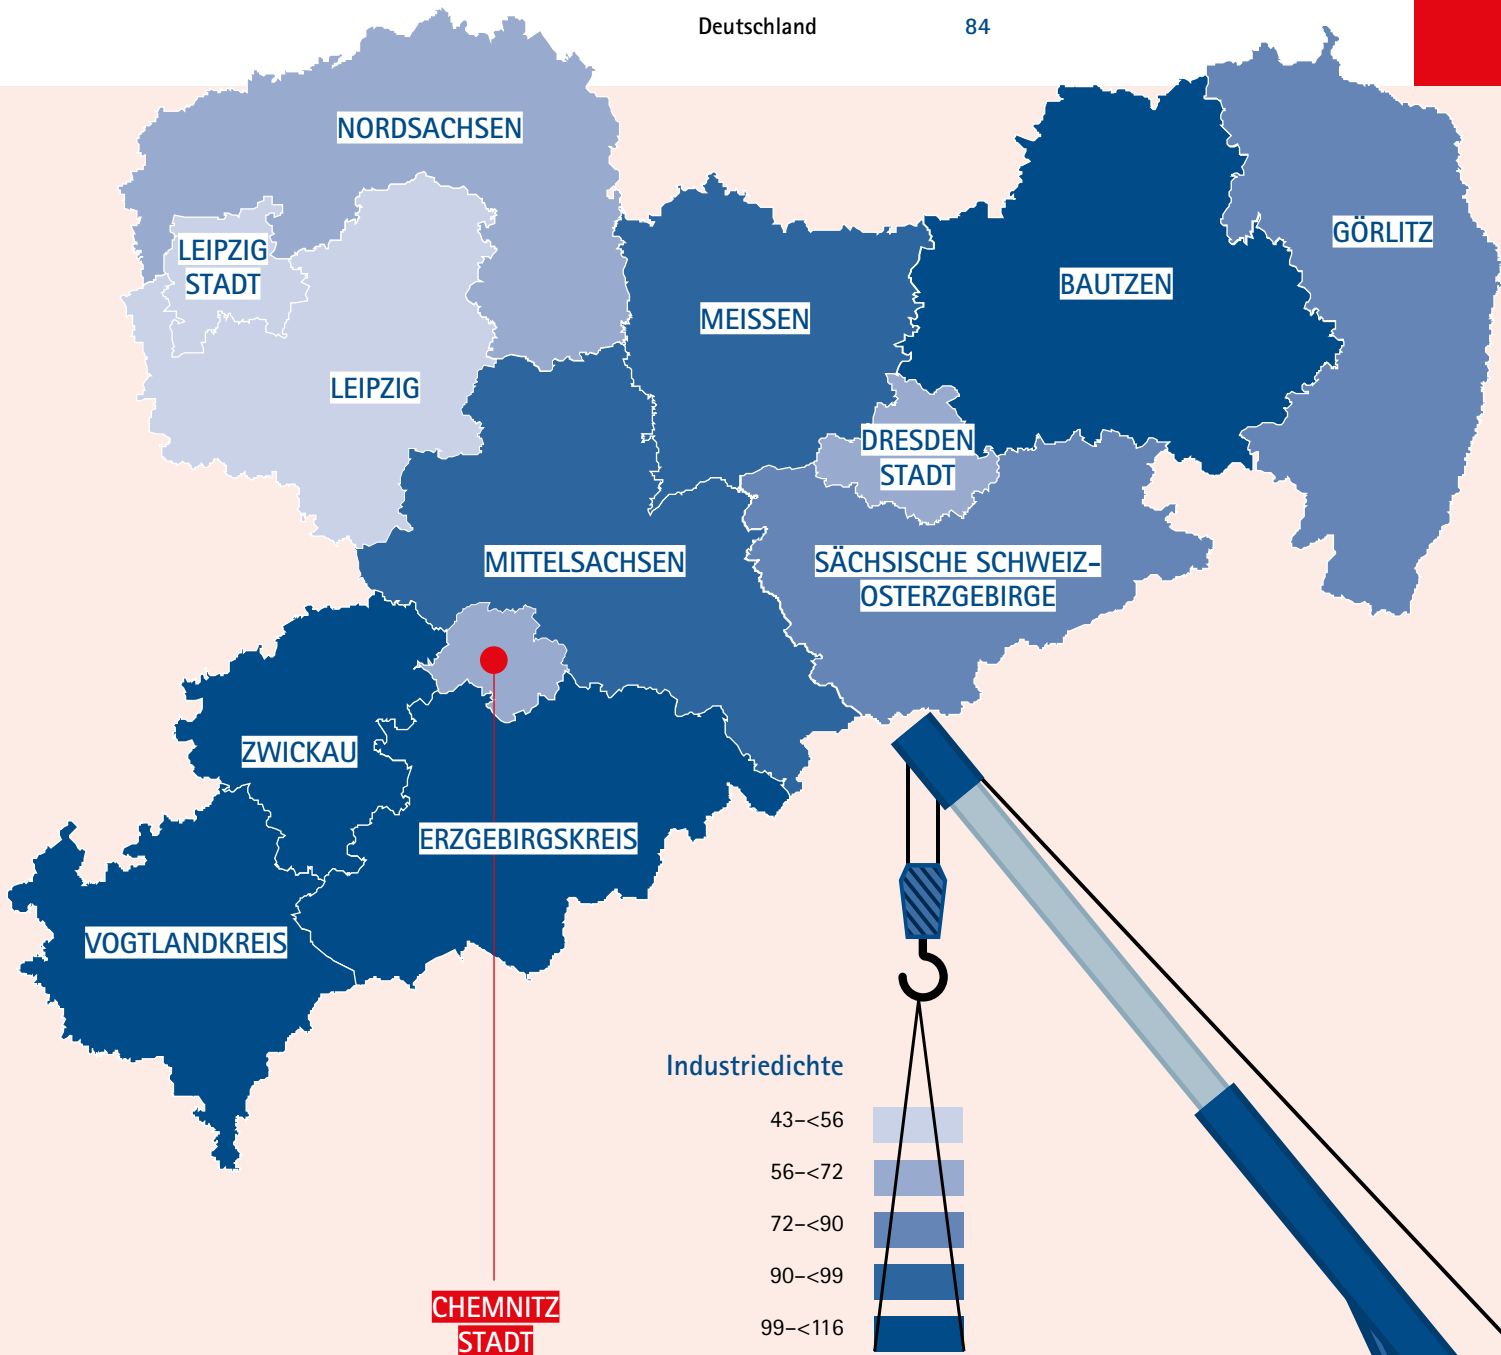 Deutschland 84
NORDSACHSEN
LEIPZIG
STADT
LEIPZIG
MEISSEN
BAUTZEN
GÖRLITZ
DRESDEN
STADT
MITTELSACHSEN
SÄCHSISCHE SCHWEIZ-
OSTERZGEBIRGE
ZWICKAU
ERZGEBIRGSKREIS
VOGTLANDKREIS
CHEMNITZ
STADT
Industriedichte
43–<56
56–<72
72–<90
90–<99
99–<116